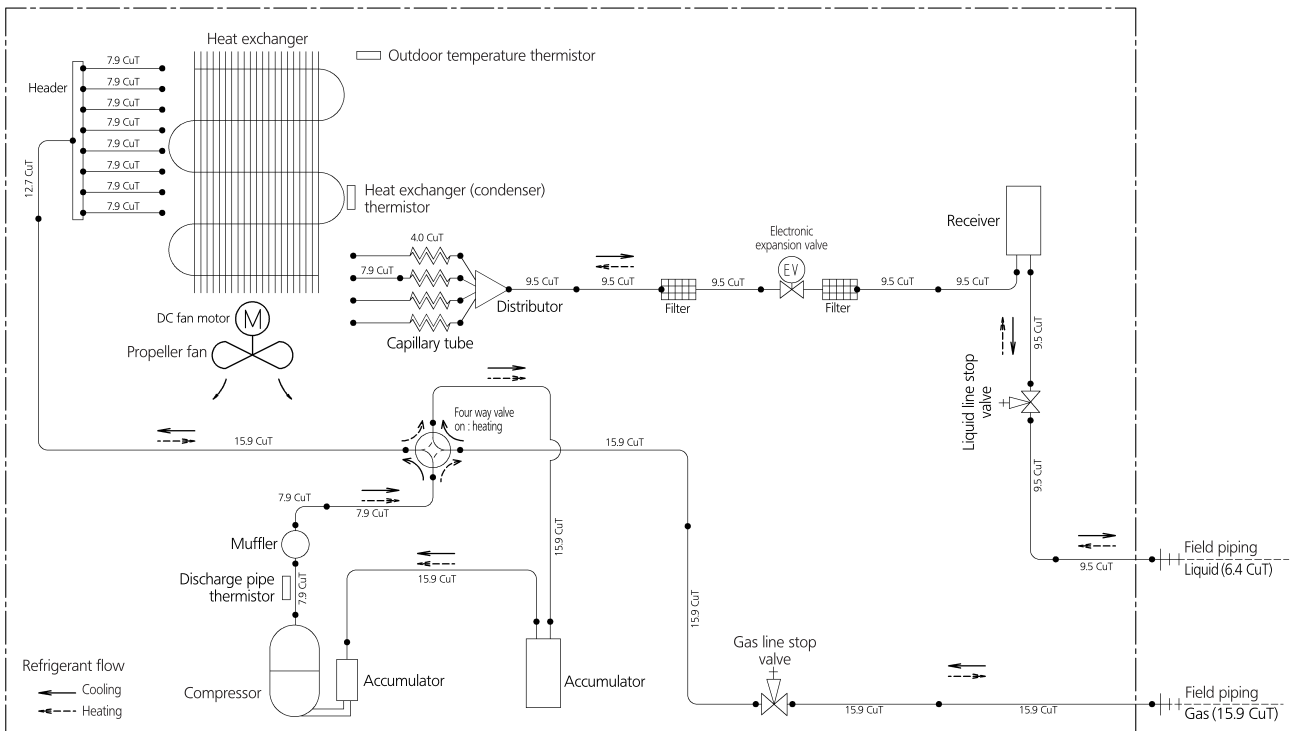 Heat exchanger
Outdoor temperature thermistor
Header
7.9 CuT
7.9 CuT
7.9 CuT
7.9 CuT
7.9 CuT
7.9 CuT
7.9 CuT
7.9 CuT
12.7 CuT
Heat exchanger (condenser)
thermistor
Receiver
4.0 CuT
7.9 CuT
Electronic
expansion valve
EV
9.5 CuT
9.5 CuT
9.5 CuT
9.5 CuT
9.5 CuT
Distributor
Filter
Filter
Capillary tube
DC fan motor
M
Propeller fan
9.5 CuT
Liquid line stop
valve
9.5 CuT
Four way valve
on : heating
15.9 CuT
15.9 CuT
7.9 CuT
7.9 CuT
Muffler
15.9 CuT
Discharge pipe
thermistor
7.9 CuT
15.9 CuT
9.5 CuT
Field piping
Liquid (6.4 CuT)
15.9 CuT
Gas line stop
valve
Refrigerant flow
Cooling
Heating
Compressor
Accumulator
Accumulator
15.9 CuT
15.9 CuT
Field piping
Gas (15.9 CuT)